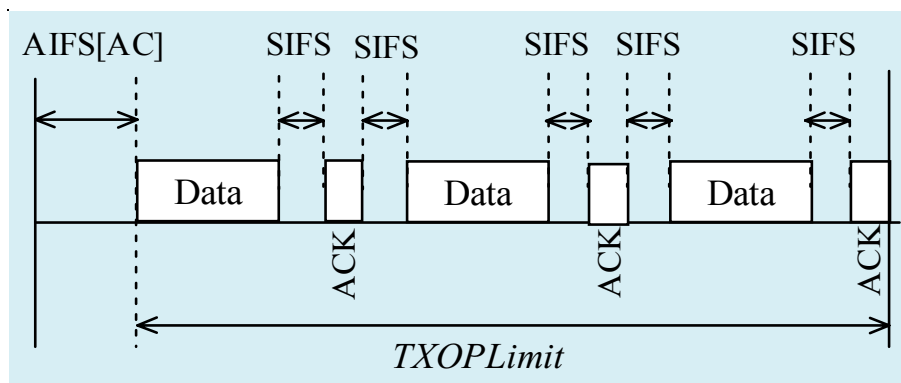 AIFS[AC] SIFS SIFS SIFS SIFS SIFS
Data Data Data
ACK ACK ACK
TXOPLimit